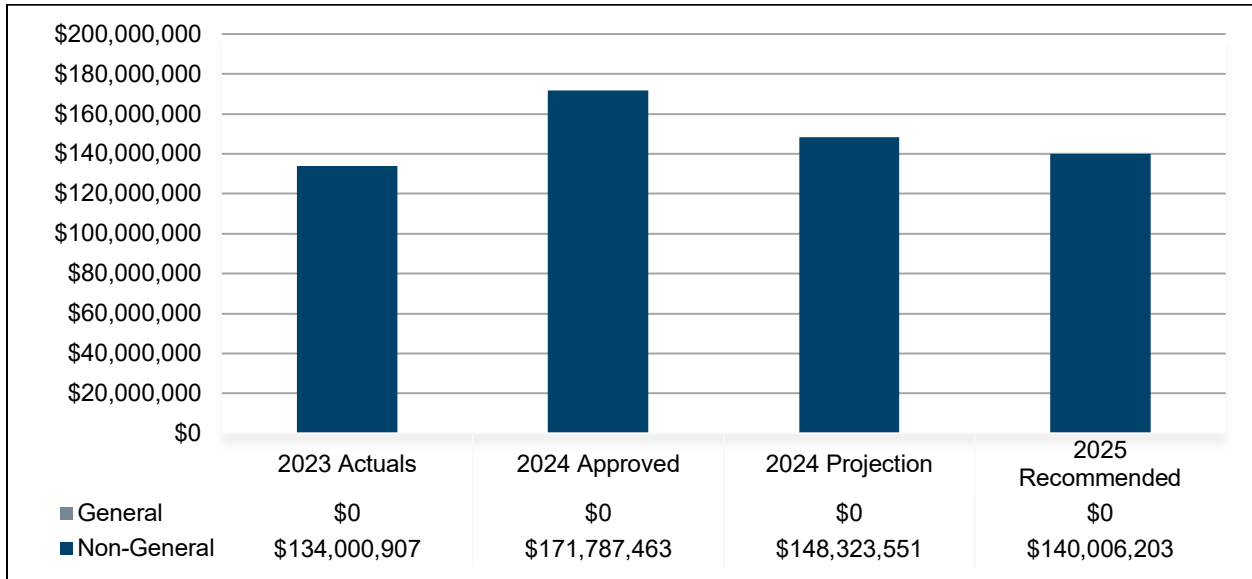 $200,000,000
$180,000,000
$160,000,000
$140,000,000
$120,000,000
$100,000,000
$80,000,000
$60,000,000
$40,000,000
$20,000,000
$0
2023 Actuals 2024 Approved 2024 Projection 2025
Recommended
General $0 $0 $0 $0
Non-General $134,000,907 $171,787,463 $148,323,551 $140,006,203